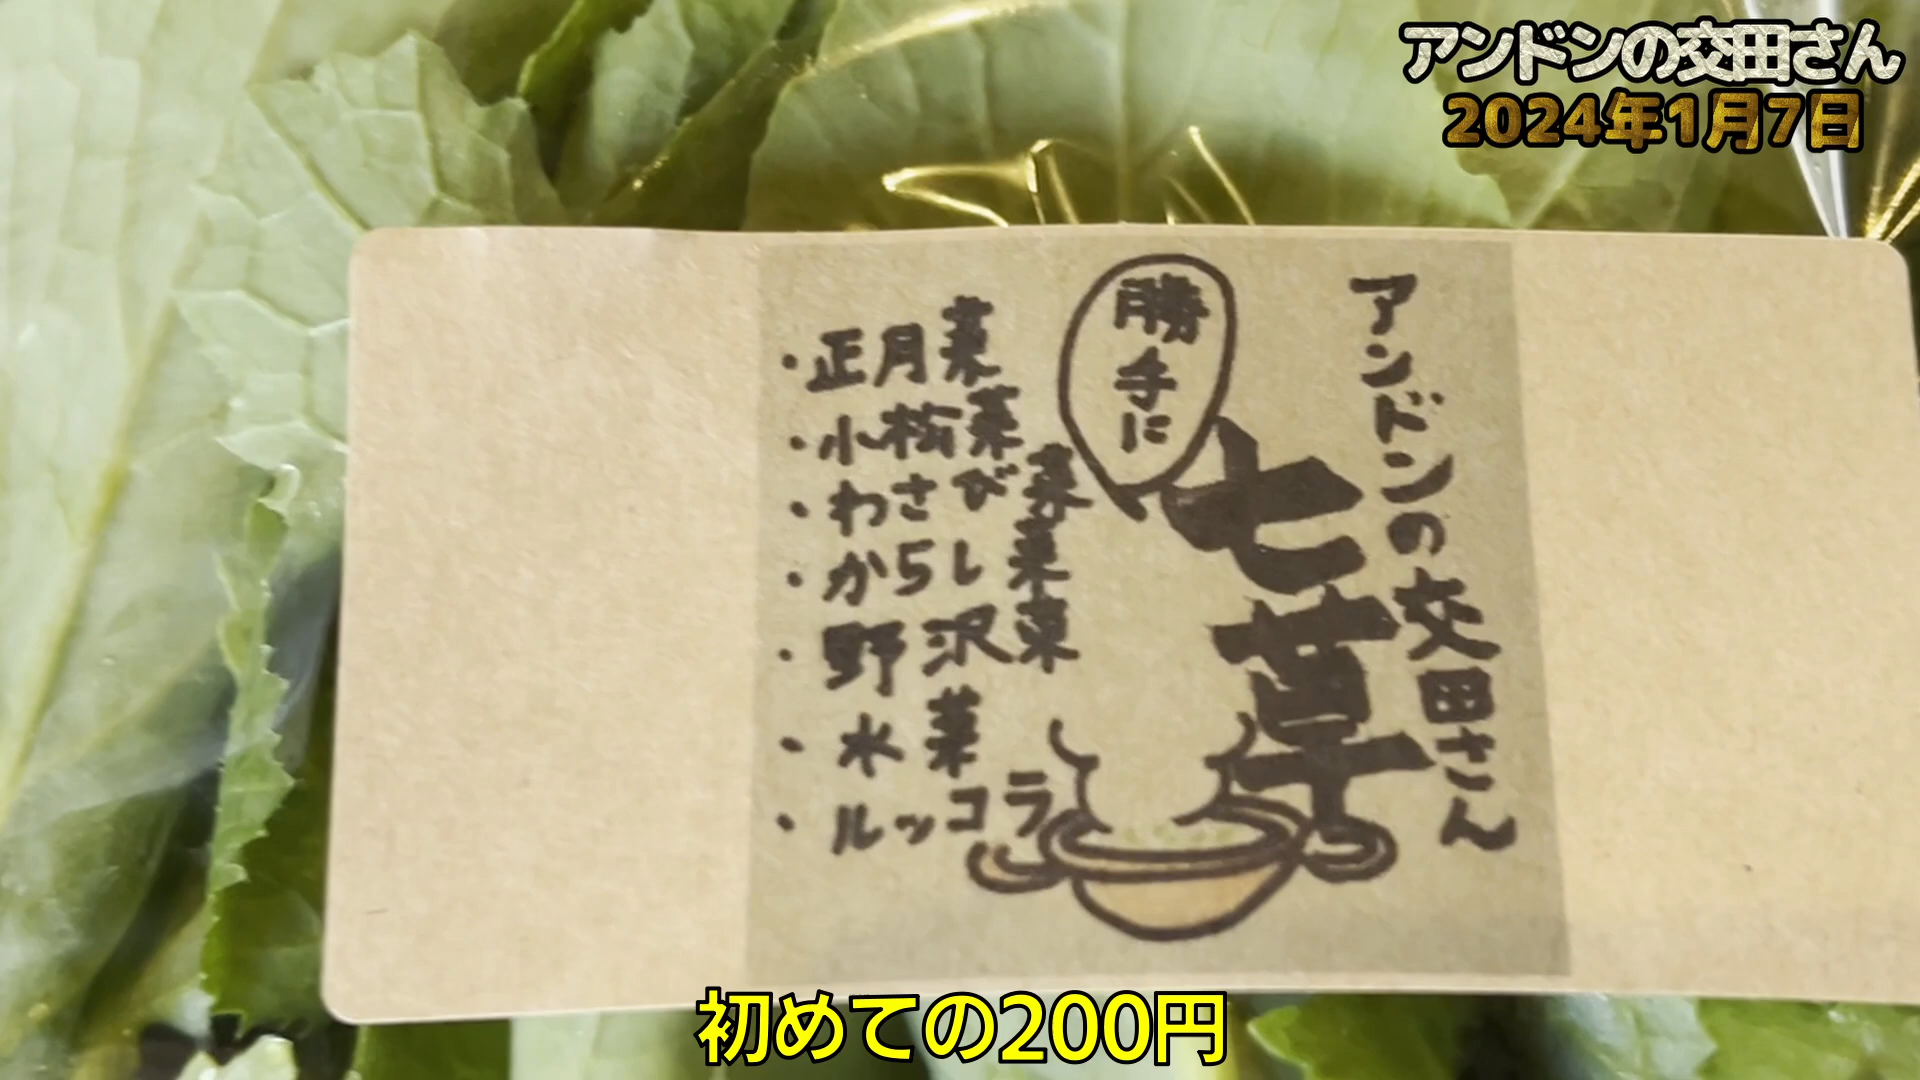 アンドンの交田さん
2024年1月7日
アンドンの交田さん
勝手に
七草
・正月菜
・小松菜
・わさび菜
・からし菜
・野沢菜
・水菜
・ルッコラ
初めての200円